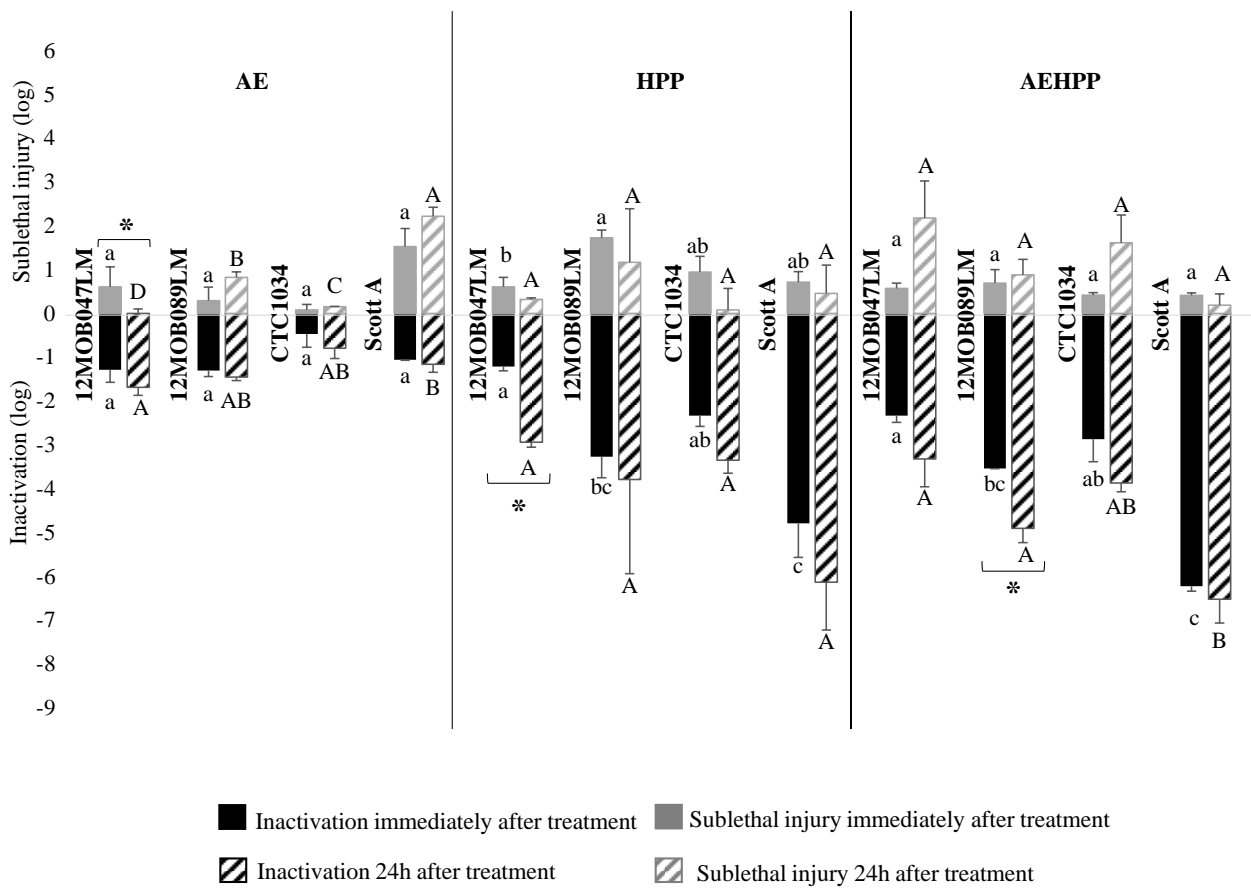 6
5
4
3
2
1
0
-1
-2
-3
-4
-5
-6
-7
-8
-9
Sublethal injury (log)
Inactivation (log)
AE
HPP
AEHPP
12MOB047LM
12MOB089LM
CTC1034
Scott A
12MOB047LM
12MOB089LM
CTC1034
Scott A
12MOB047LM
12MOB089LM
CTC1034
Scott A
*
a
D
a
B
a
C
a
A
a
A
a
AB
a
AB
a
B
b
A
a
A
ab
A
ab
A
a
A
*
bc
A
ab
A
c
A
a
A
a
A
a
A
a
A
a
A
bc
A
*
ab
AB
c
B
Inactivation immediately after treatment
Sublethal injury immediately after treatment
Inactivation 24h after treatment
Sublethal injury 24h after treatment